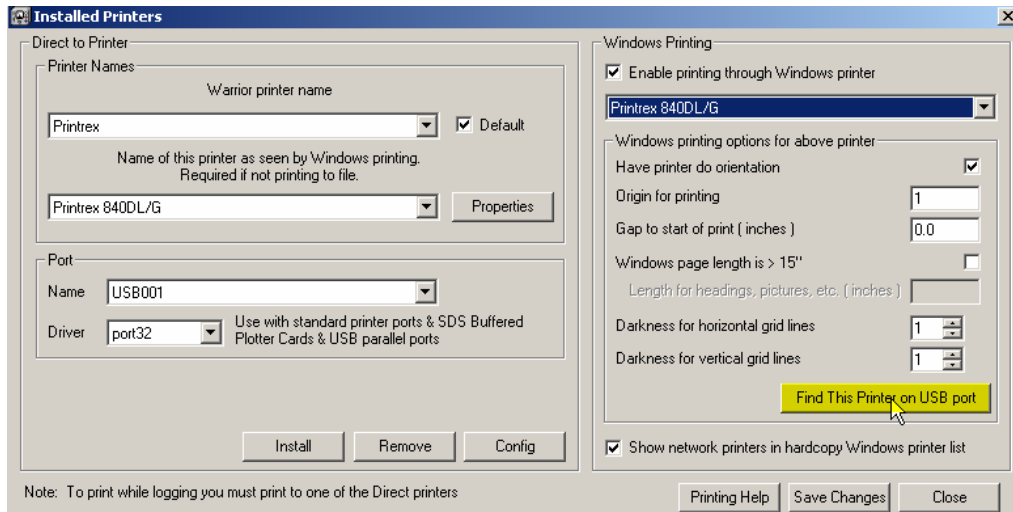 Installed Printers
Direct to Printer
Printer Names
Warrior printer name
Printrex
Default
Name of this printer as seen by Windows printing.
Required if not printing to file.
Printrex 840DL/G
Properties
Port
Name
USB001
Driver
port32
Use with standard printer ports & SDS Buffered
Plotter Cards & USB parallel ports
Install
Remove
Config
Note: To print while logging you must print to one of the Direct printers
Windows Printing
Enable printing through Windows printer
Printrex 840DL/G
Windows printing options for above printer
Have printer do orientation
Origin for printing
1
Gap to start of print ( inches )
0.0
Windows page length is > 15"
Length for headings, pictures, etc. ( inches )
Darkness for horizontal grid lines
1
Darkness for vertical grid lines
1
Find This Printer on USB port
Show network printers in hardcopy Windows printer list
Printing Help
Save Changes
Close